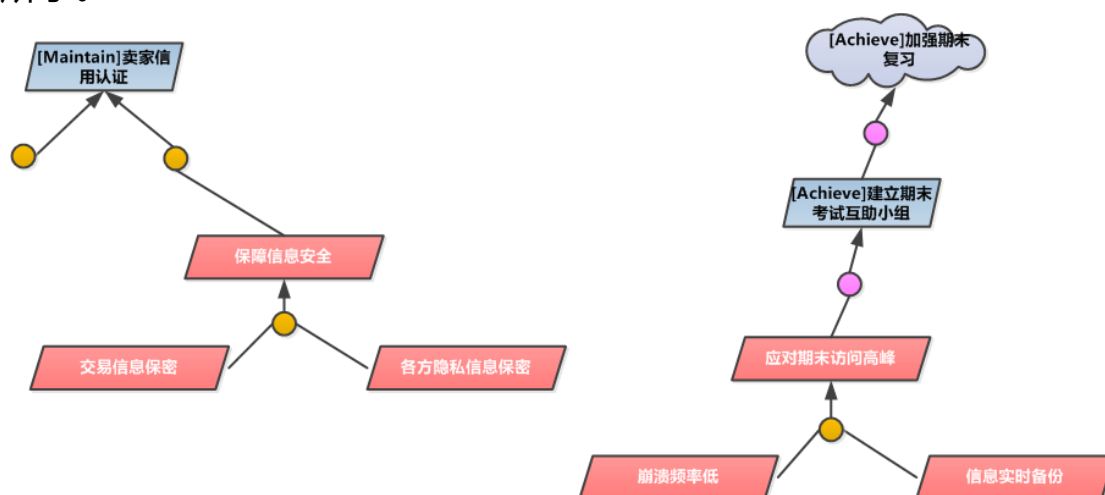 [Maintain]卖家信
用认证
[Achieve]加强期末
复习
[Achieve]建立期末
考试互助小组
保障信息安全
交易信息保密
各方隐私信息保密
应对期末访问高峰
崩溃频率低
信息实时备份